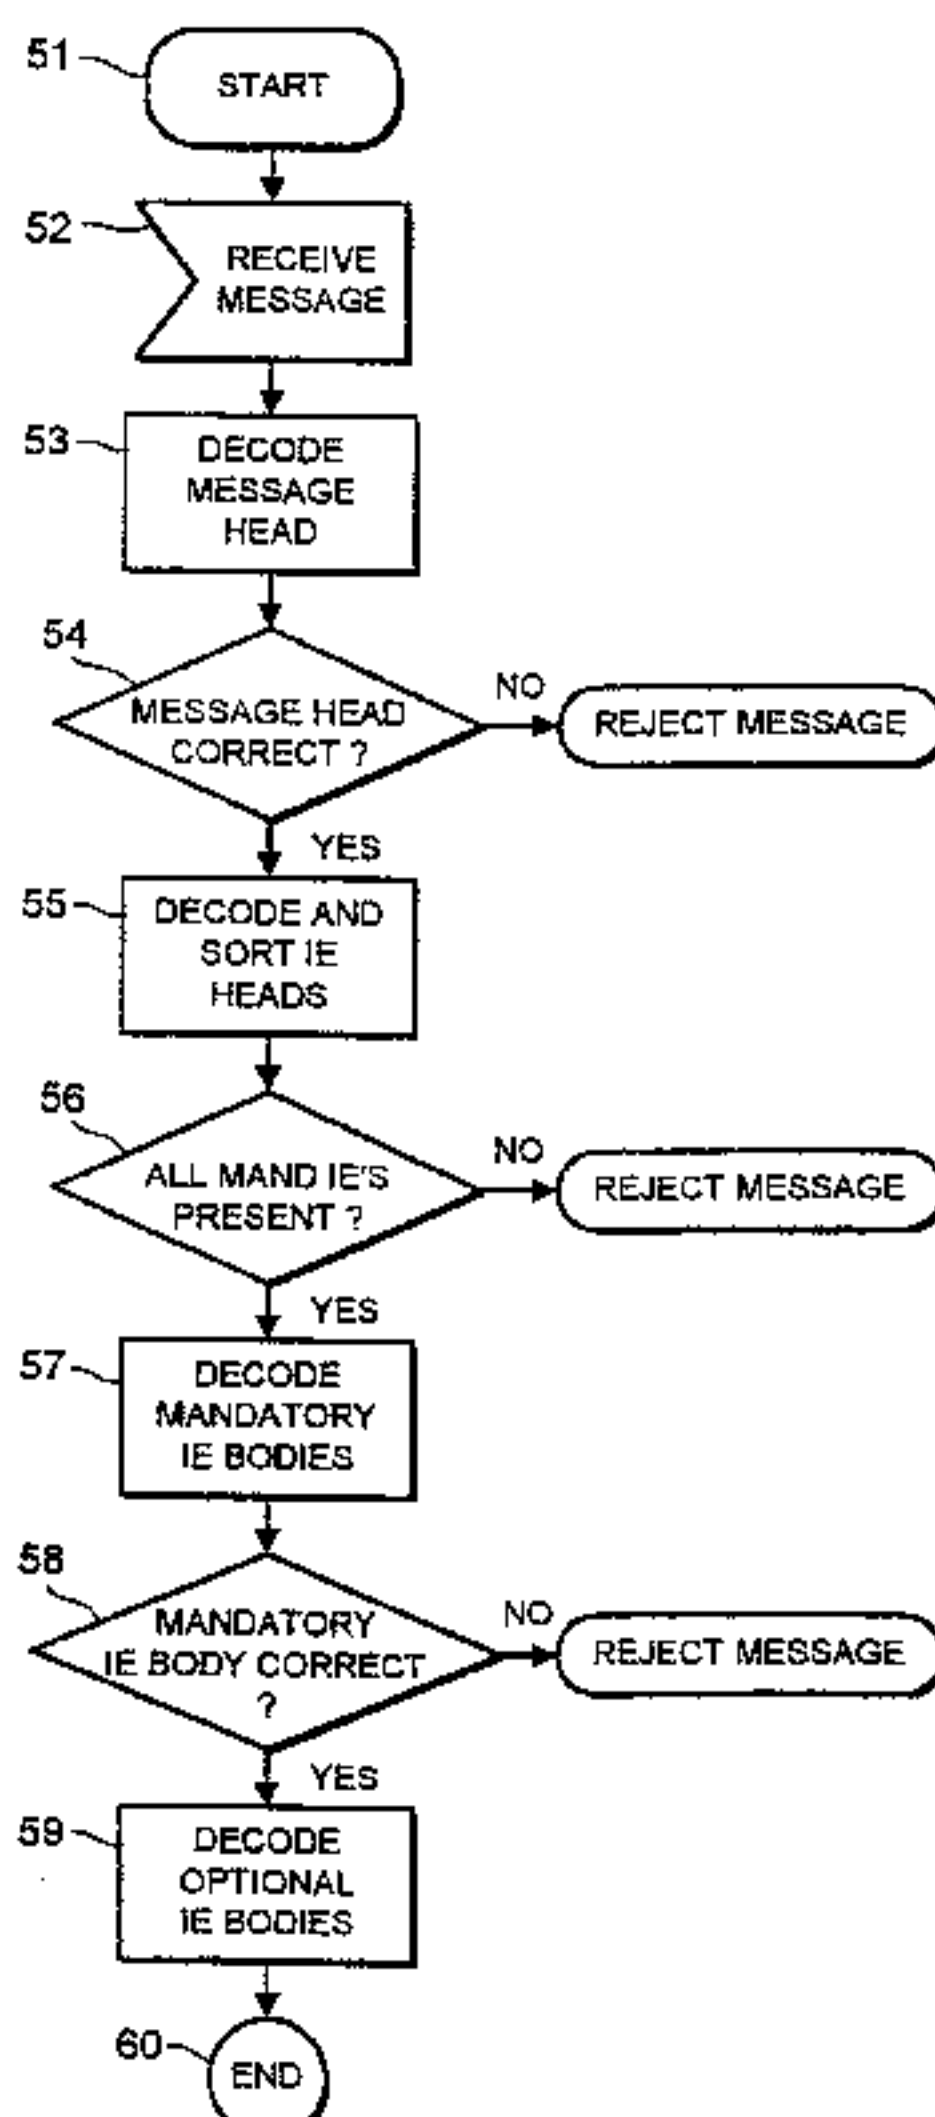 51
START
52
RECEIVE
MESSAGE
53
DECODE
MESSAGE
HEAD
54
MESSAGE HEAD
CORRECT ?
NO
REJECT MESSAGE
YES
55
DECODE AND
SORT IE
HEADS
56
ALL MAND IE'S
PRESENT ?
NO
REJECT MESSAGE
YES
57
DECODE
MANDATORY
IE BODIES
58
MANDATORY
IE BODY CORRECT
?
NO
REJECT MESSAGE
YES
59
DECODE
OPTIONAL
IE BODIES
60
END